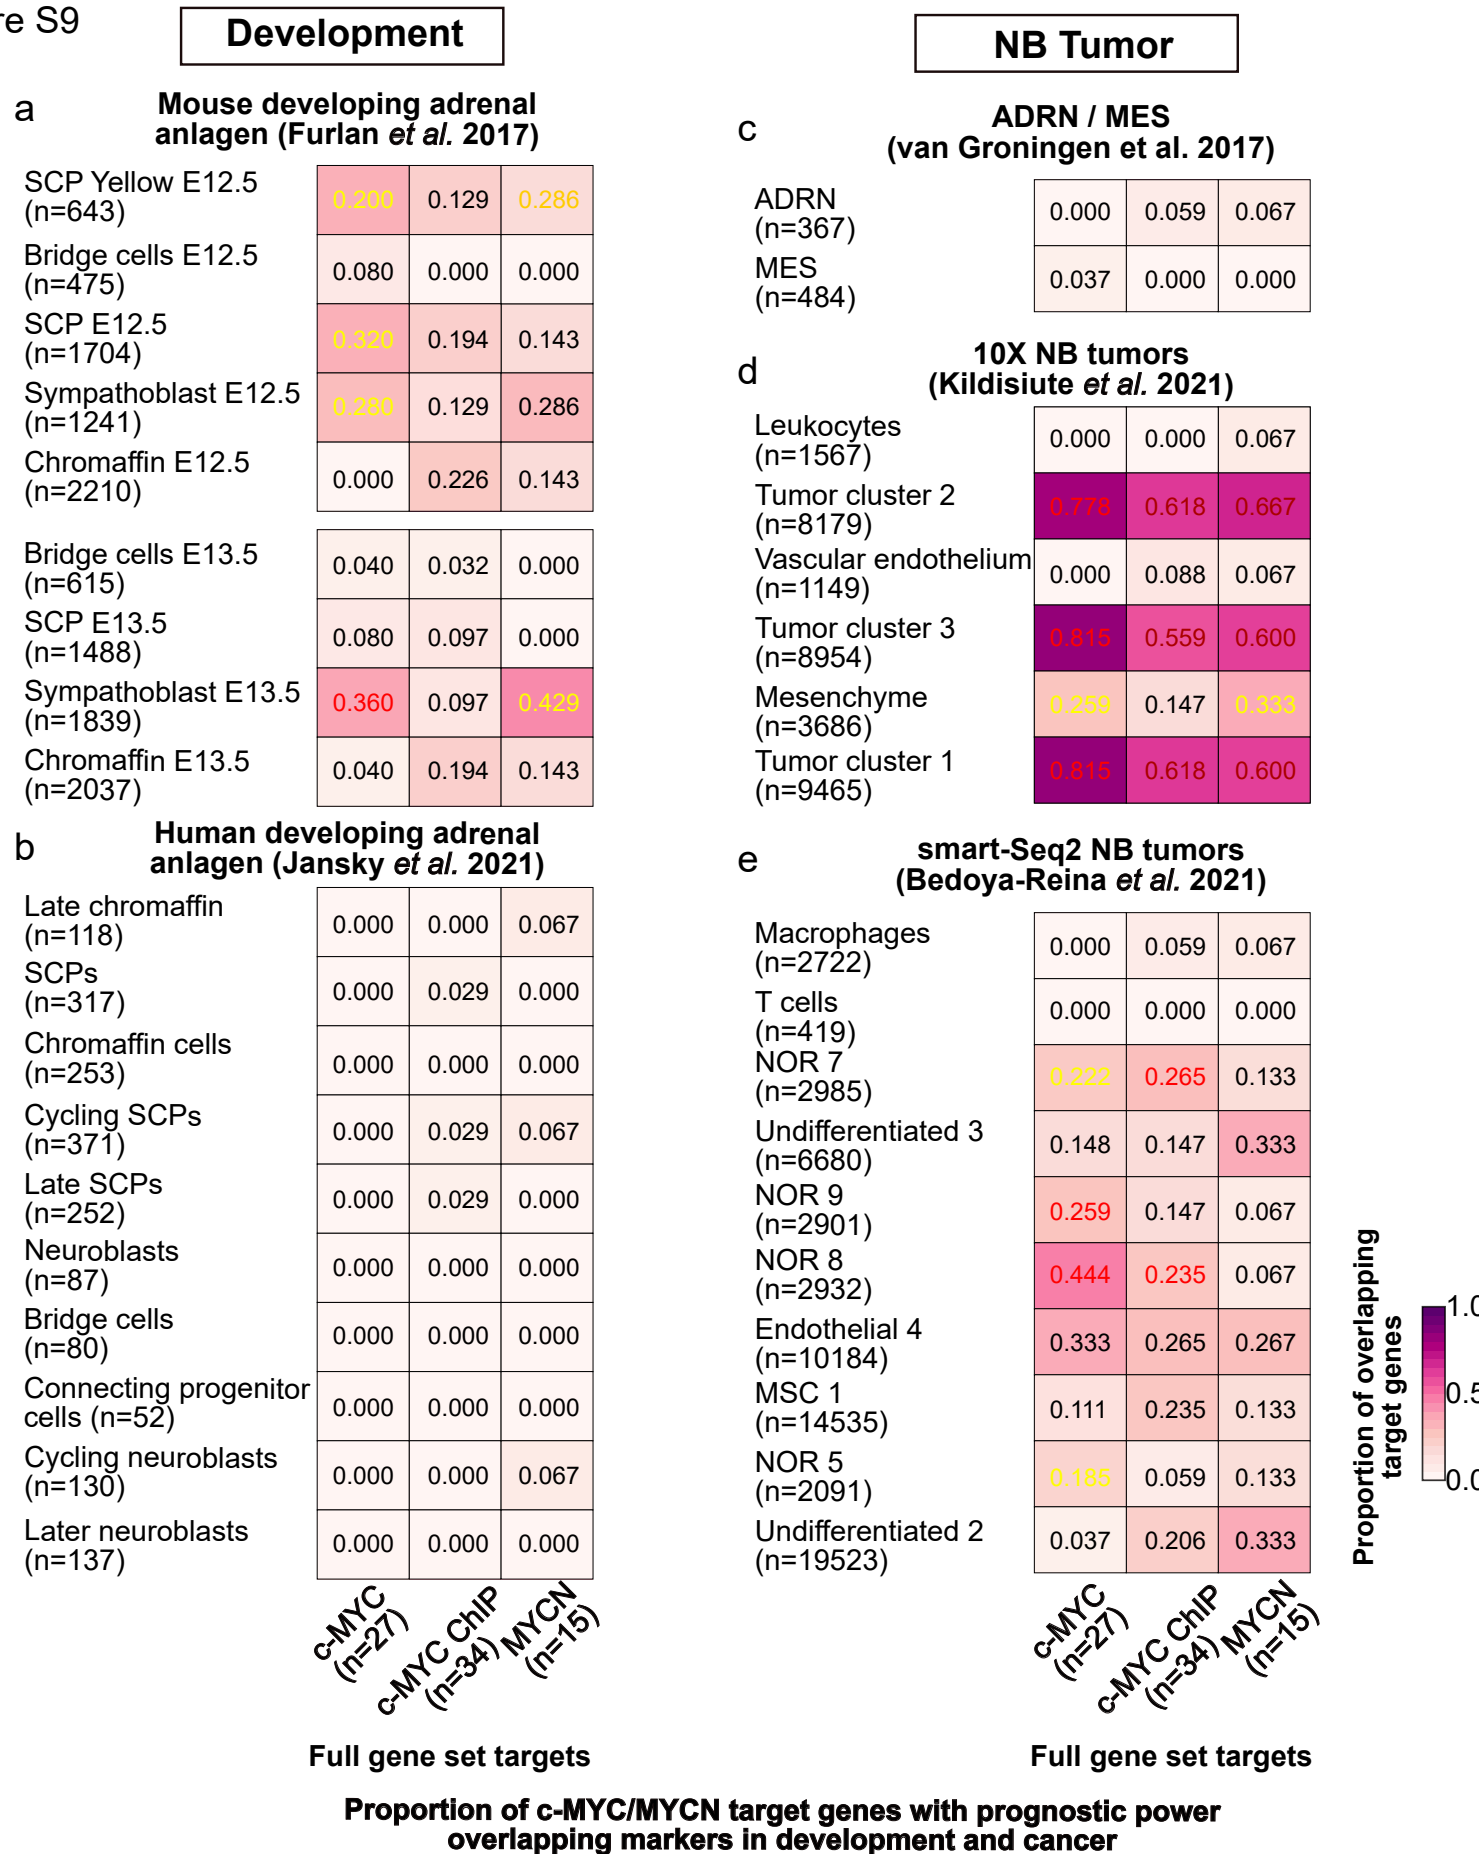 re S9
Development
NB Tumor
a
Mouse developing adrenal
anlagen (Furlan et al. 2017)
SCP Yellow E12.5
(n=643)
0.200 0.129 0.286
Bridge cells E12.5
(n=475)
0.080 0.000 0.000
SCP E12.5
(n=1704)
0.320 0.194 0.143
Sympathoblast E12.5
(n=1241)
0.280 0.129 0.286
Chromaffin E12.5
(n=2210)
0.000 0.226 0.143
Bridge cells E13.5
(n=615)
0.040 0.032 0.000
SCP E13.5
(n=1488)
0.080 0.097 0.000
Sympathoblast E13.5
(n=1839)
0.360 0.097 0.429
Chromaffin E13.5
(n=2037)
0.040 0.194 0.143
b
Human developing adrenal
anlagen (Jansky et al. 2021)
Late chromaffin
(n=118)
0.000 0.000 0.067
SCPs
(n=317)
0.000 0.029 0.000
Chromaffin cells
(n=253)
0.000 0.000 0.000
Cycling SCPs
(n=371)
0.000 0.029 0.067
Late SCPs
(n=252)
0.000 0.029 0.000
Neuroblasts
(n=87)
0.000 0.000 0.000
Bridge cells
(n=80)
0.000 0.000 0.000
Connecting progenitor
cells (n=52)
0.000 0.000 0.000
Cycling neuroblasts
(n=130)
0.000 0.000 0.067
Later neuroblasts
(n=137)
0.000 0.000 0.000
c-MYC
(n=27)
c-MYC ChIP
(n=34)
MYCN
(n=15)
Full gene set targets
c
ADRN / MES
(van Groningen et al. 2017)
ADRN
(n=367)
0.000 0.059 0.067
MES
(n=484)
0.037 0.000 0.000
d
10X NB tumors
(Kildisiute et al. 2021)
Leukocytes
(n=1567)
0.000 0.000 0.067
Tumor cluster 2
(n=8179)
0.778 0.618 0.667
Vascular endothelium
(n=1149)
0.000 0.088 0.067
Tumor cluster 3
(n=8954)
0.815 0.559 0.600
Mesenchyme
(n=3686)
0.259 0.147 0.333
Tumor cluster 1
(n=9465)
0.815 0.618 0.600
e
smart-Seq2 NB tumors
(Bedoya-Reina et al. 2021)
Macrophages
(n=2722)
0.000 0.059 0.067
T cells
(n=419)
0.000 0.000 0.000
NOR 7
(n=2985)
0.222 0.265 0.133
Undifferentiated 3
(n=6680)
0.148 0.147 0.333
NOR 9
(n=2901)
0.259 0.147 0.067
NOR 8
(n=2932)
0.444 0.235 0.067
Endothelial 4
(n=10184)
0.333 0.265 0.267
MSC 1
(n=14535)
0.111 0.235 0.133
NOR 5
(n=2091)
0.185 0.059 0.133
Undifferentiated 2
(n=19523)
0.037 0.206 0.333
c-MYC
(n=27)
c-MYC ChIP
(n=34)
MYCN
(n=15)
Full gene set targets
Proportion of overlapping
target genes
1.0
0.5
0.0
Proportion of c-MYC/MYCN target genes with prognostic power
overlapping markers in development and cancer